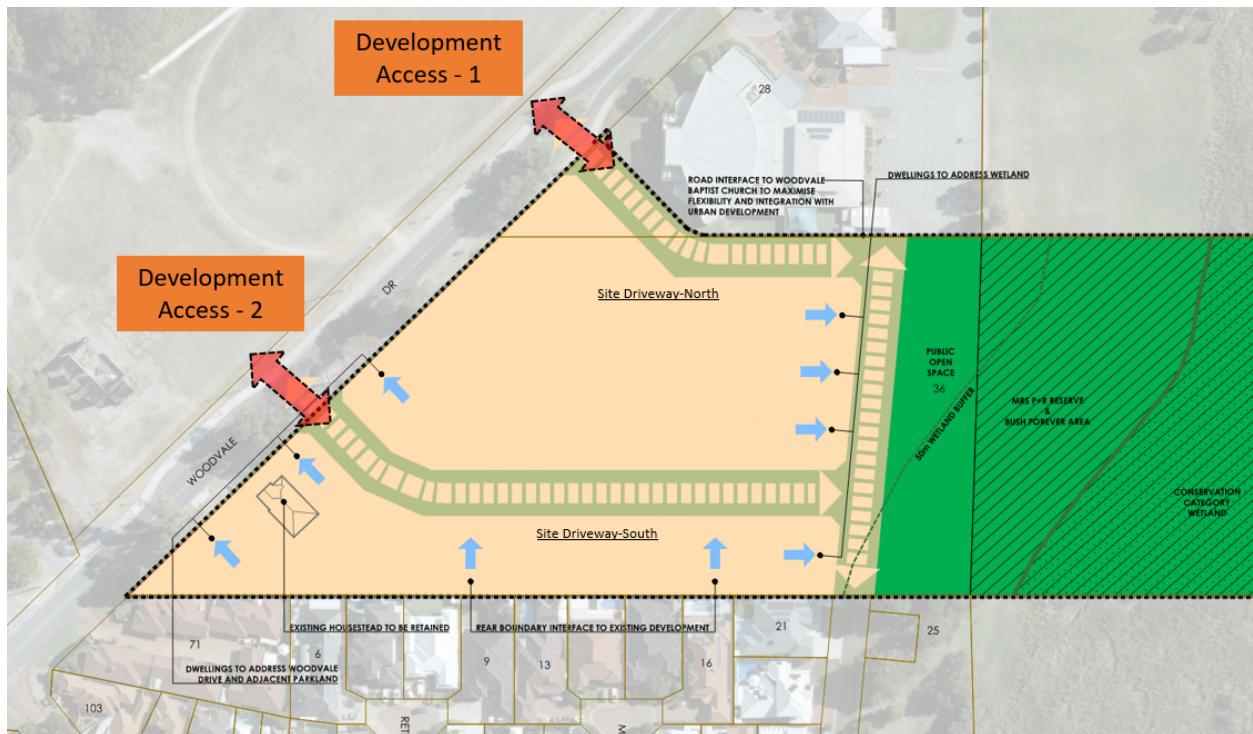 Development
Access - 1
28
ROAD INTERFACE TO WOODVALE
BAPTIST CHURCH TO MAXIMISE
FLEXIBILITY AND INTEGRATION WITH
URBAN DEVELOPMENT
DWELLINGS TO ADDRESS WETLAND
Development
Access - 2
DR
Site Driveway-North
PUBLIC
OPEN
SPACE
36
50m WETLAND BUFFER
MRS P+R RESERVE
&
BUSH FOREVER AREA
WOODVALE
CONSERVATION
CATEGORY
WETLAND
Site Driveway-South
EXISTING HOUSESTEAD TO BE RETAINED
REAR BOUNDARY INTERFACE TO EXISTING DEVELOPMENT
21
25
71
6
9
13
16
DWELLINGS TO ADDRESS WOODVALE
DRIVE AND ADJACENT PARKLAND
103
RET
M